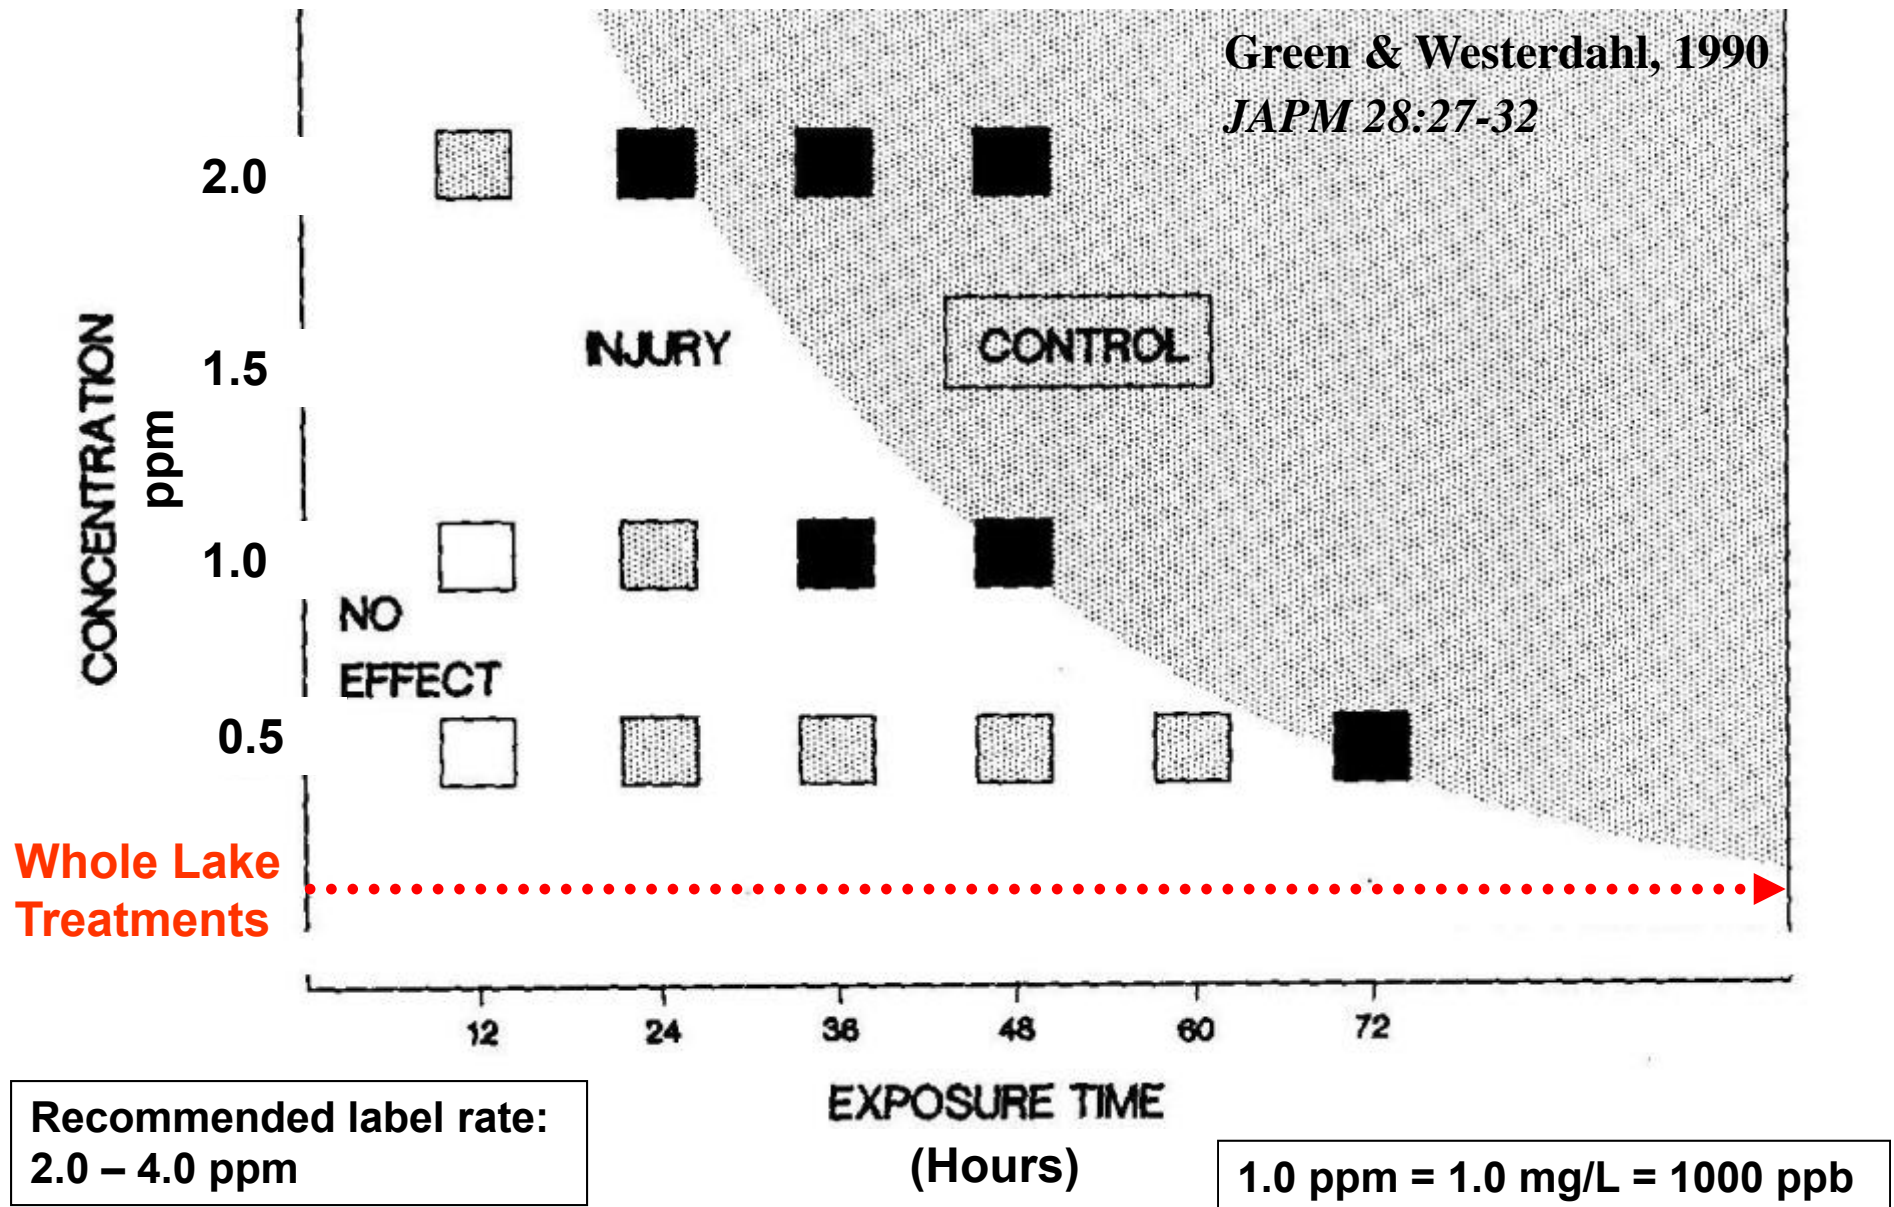 Green & Westerdahl, 1990
JAPM 28:27-32
CONCENTRATION
ppm
2.0
1.5
1.0
0.5
INJURY
CONTROL
NO
EFFECT
Whole Lake
Treatments
12 24 36 48 60 72
EXPOSURE TIME
(Hours)
Recommended label rate:
2.0 – 4.0 ppm
1.0 ppm = 1.0 mg/L = 1000 ppb